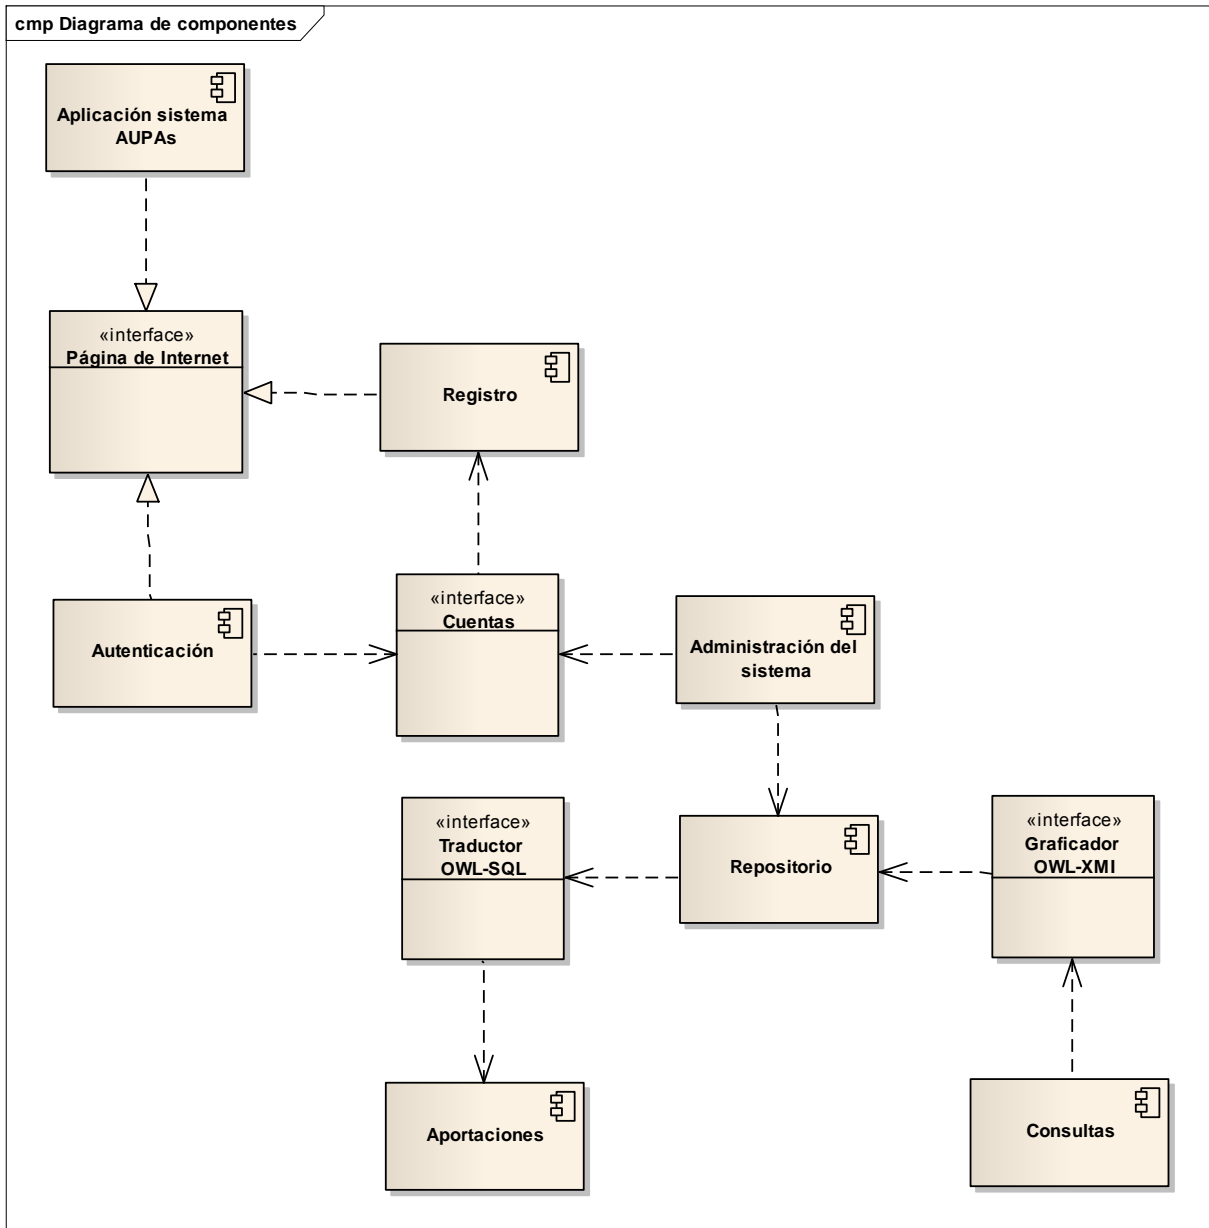 cmp Diagrama de componentes
Aplicación sistema
AUPAs
«interface»
Página de Internet
Registro
«interface»
Cuentas
Autenticación
Administración del
sistema
«interface»
Traductor
OWL-SQL
Repositorio
«interface»
Graficador
OWL-XMI
Aportaciones
Consultas